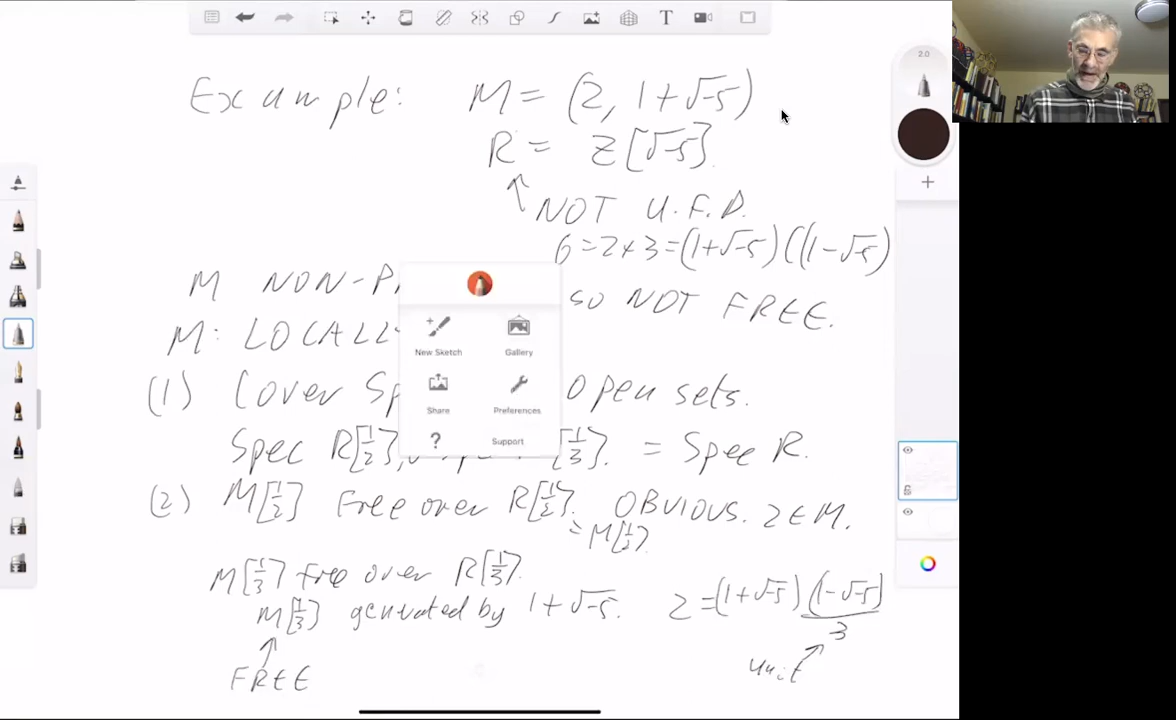 2.0
Example: M = (2, 1+√-5)
R = Z[√-5].
NOT U.F.D.
6=2×3=(1+√-5)((1-√-5)
M NON-P
so NOT FREE.
M: LOCALLY
(1) Cover Sp open sets.
Spec R[1/2], [1/3]. = Spec R.
(2) M[1/2] Free over R[1/2]. OBVIOUS. 2∈M.
=M[1/2].
M[1/3] free over R[1/3].
M[1/3] generated by 1+√-5. 2=(1+√-5)(1-√-5)/3
FREE
unit
New Sketch Gallery
Share Preferences
? Support